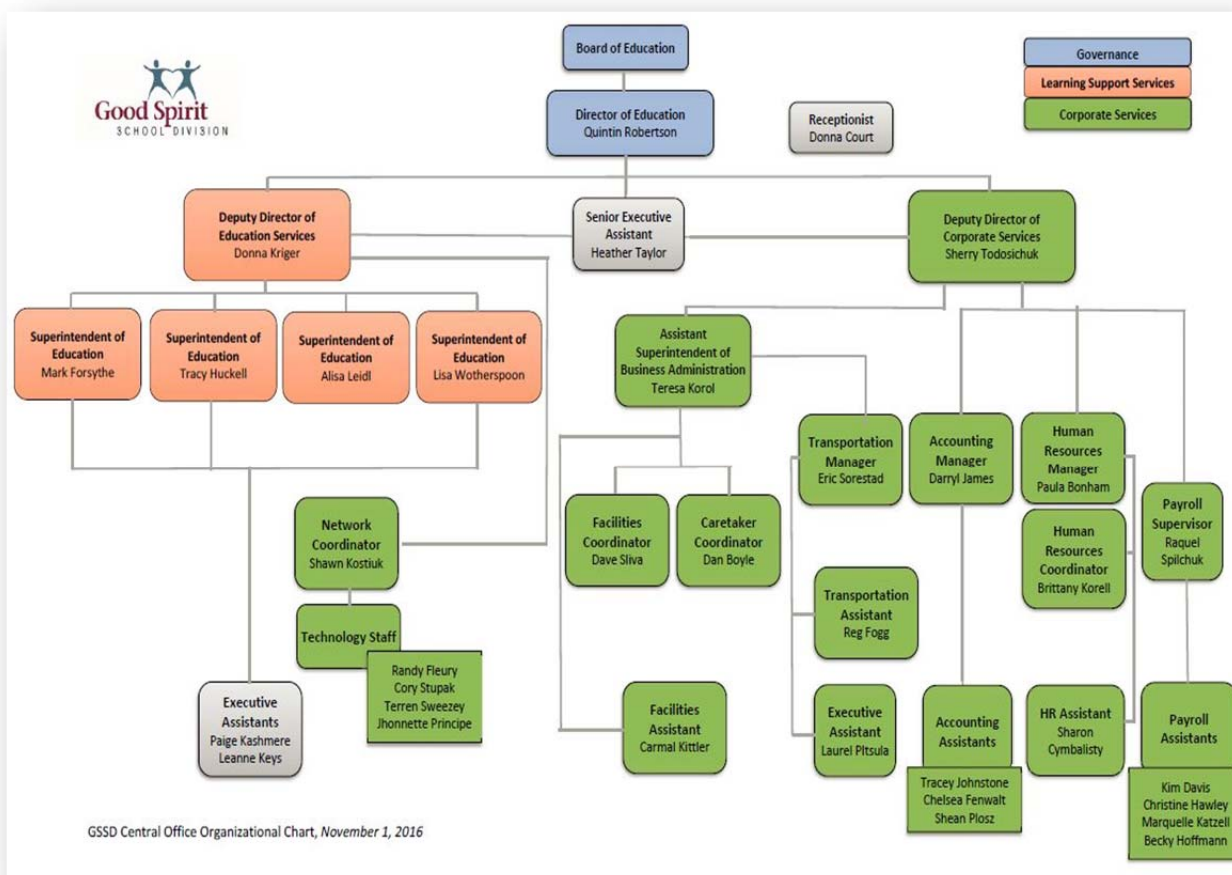 Good Spirit
SCHOOL DIVISION
Board of Education
Director of Education
Quintin Robertson
Receptionist
Donna Court
Governance
Learning Support Services
Corporate Services
Deputy Director of
Education Services
Donna Kriger
Senior Executive
Assistant
Heather Taylor
Deputy Director of
Corporate Services
Sherry Todosichuk
Superintendent of
Education
Mark Forsythe
Superintendent of
Education
Tracy Huckell
Superintendent of
Education
Alisa Leidl
Superintendent of
Education
Lisa Wotherspoon
Assistant
Superintendent of
Business Administration
Teresa Korol
Transportation
Manager
Eric Sorestad
Accounting
Manager
Darryl James
Human
Resources
Manager
Paula Bonham
Payroll
Supervisor
Raquel
Spilchuk
Network
Coordinator
Shawn Kostiuk
Facilities
Coordinator
Dave Sliva
Caretaker
Coordinator
Dan Boyle
Human
Resources
Coordinator
Brittany Korell
Transportation
Assistant
Reg Fogg
Technology Staff
Randy Fleury
Cory Stupak
Terren Sweezey
Jhonnette Principe
Executive
Assistants
Paige Kashmere
Leanne Keys
Facilities
Assistant
Carmal Kittler
Executive
Assistant
Laurel Pltsula
Accounting
Assistants
Tracey Johnstone
Chelsea Fenwalt
Shean Plosz
HR Assistant
Sharon
Cymbalisty
Payroll
Assistants
Kim Davis
Christine Hawley
Marquelle Katzell
Becky Hoffmann
GSSD Central Office Organizational Chart, November 1, 2016